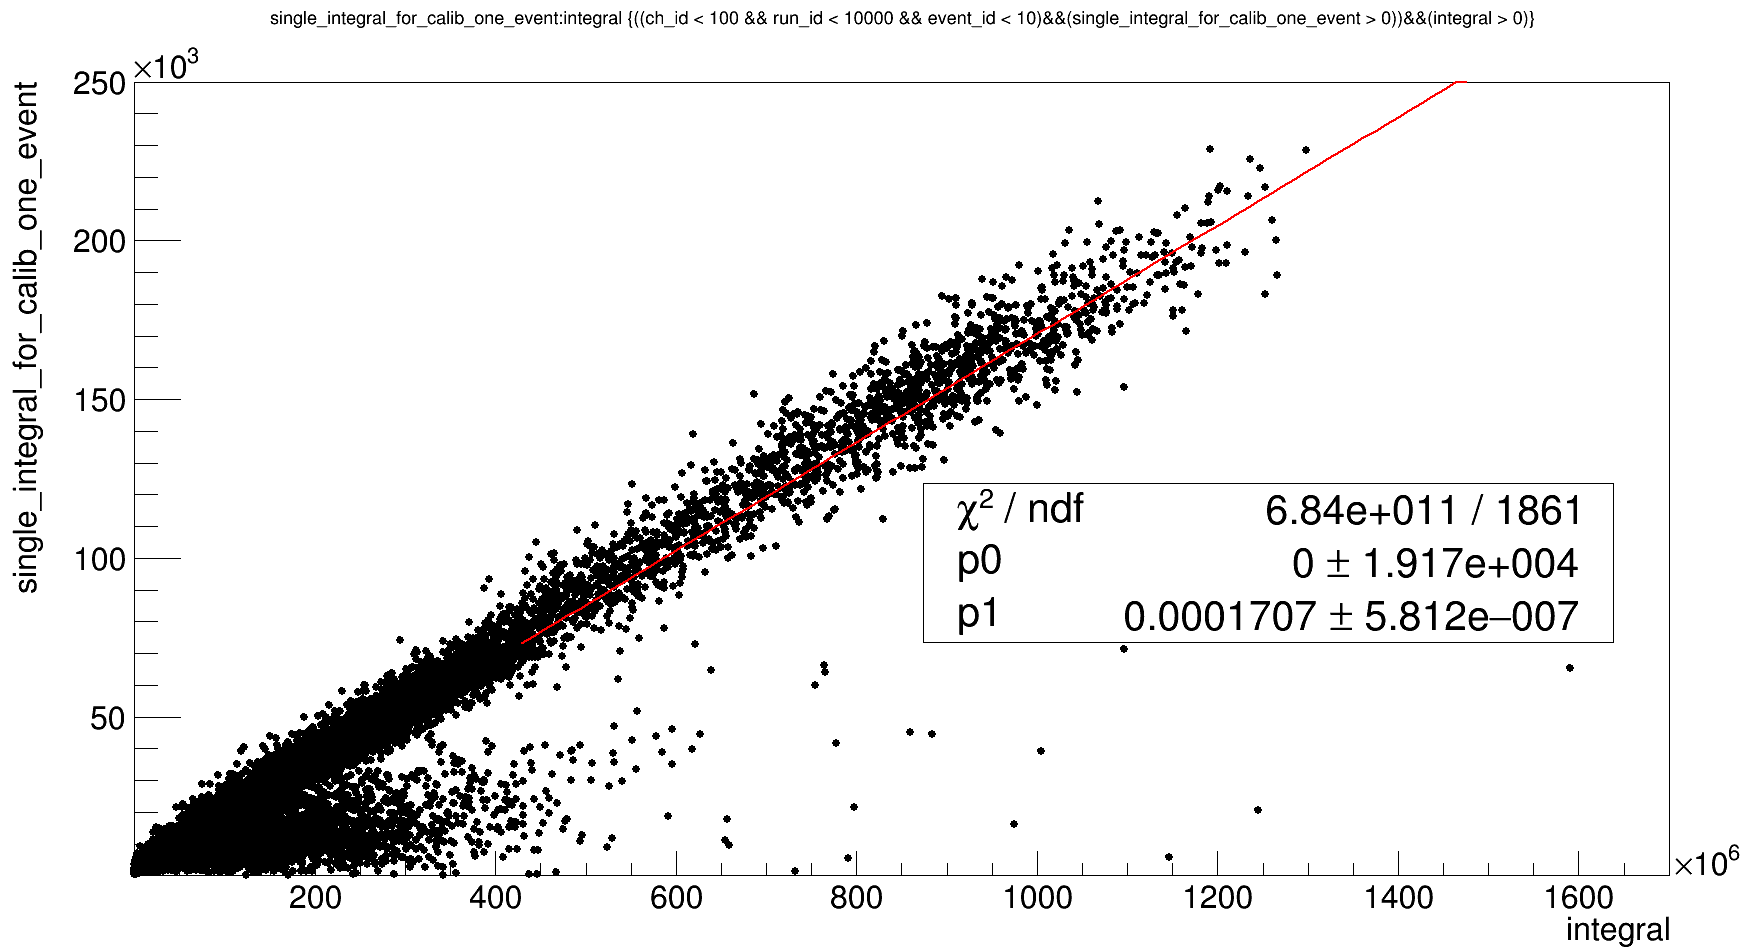 single_integral_for_calib_one_event:integral {((ch_id < 100 && run_id < 10000 && event_id < 10)&&(single_integral_for_calib_one_event > 0))&&(integral > 0)}
×10³
single_integral_for_calib_one_event
250
200
150
100
50
χ² / ndf 6.84e+011 / 1861
p0 0 ± 1.917e+004
p1 0.0001707 ± 5.812e−007
200 400 600 800 1000 1200 1400 1600
×10⁶
integral